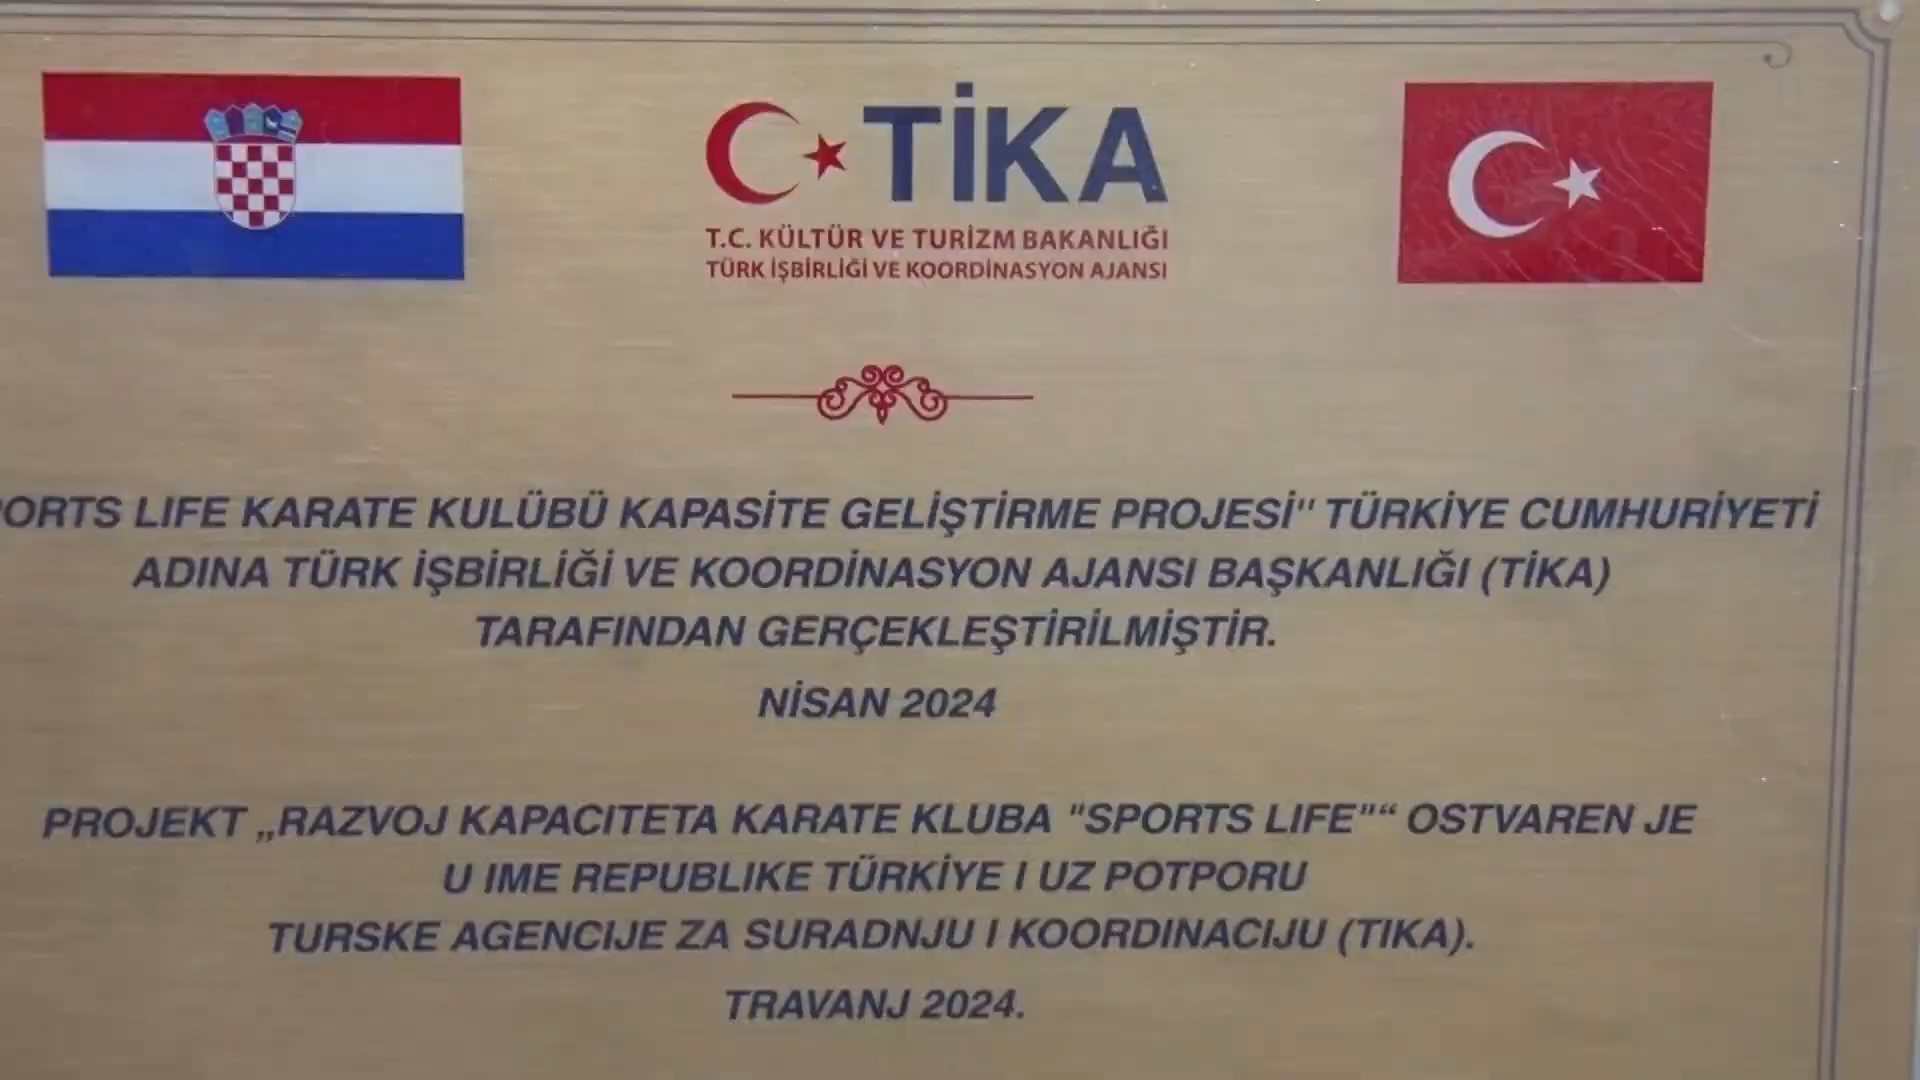 TİKA
T.C. KÜLTÜR VE TURİZM BAKANLIĞI
TÜRK İŞBİRLİĞİ VE KOORDİNASYON AJANSI
LIFE KARATE KULÜBÜ KAPASİTE GELİŞTİRME PROJESİ" TÜRKİYE CUMHURİYETİ
ADINA TÜRK İŞBİRLİĞİ VE KOORDİNASYON AJANSI BAŞKANLIĞI (TİKA)
TARAFINDAN GERÇEKLEŞTİRİLMİŞTİR.
NİSAN 2024
PROJEKT „RAZVOJ KAPACITETA KARATE KLUBA "SPORTS LIFE"“ OSTVAREN JE
U IME REPUBLIKE TÜRKİYE I UZ POTPORU
TURSKE AGENCIJE ZA SURADNJU I KOORDINACIJU (TIKA).
TRAVANJ 2024.